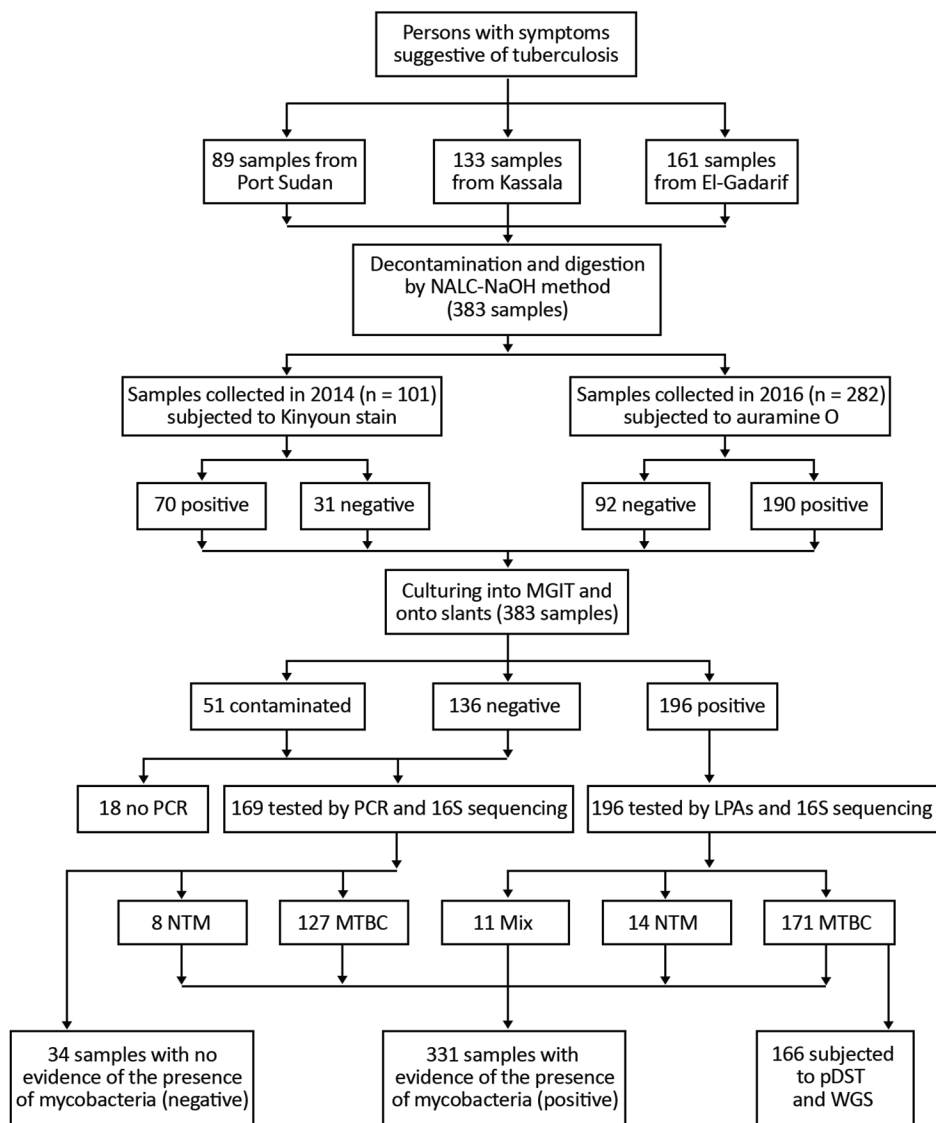 Persons with symptoms
suggestive of tuberculosis
89 samples from
Port Sudan
133 samples
from Kassala
161 samples
from El-Gadarif
Decontamination and digestion
by NALC-NaOH method
(383 samples)
Samples collected in 2014 (n = 101)
subjected to Kinyoun stain
Samples collected in 2016 (n = 282)
subjected to auramine O
70 positive
31 negative
92 negative
190 positive
Culturing into MGIT and
onto slants (383 samples)
51 contaminated
136 negative
196 positive
18 no PCR
169 tested by PCR and 16S sequencing
196 tested by LPAs and 16S sequencing
8 NTM
127 MTBC
11 Mix
14 NTM
171 MTBC
34 samples with no
evidence of the presence
of mycobacteria (negative)
331 samples with
evidence of the presence
of mycobacteria (positive)
166 subjected
to pDST
and WGS